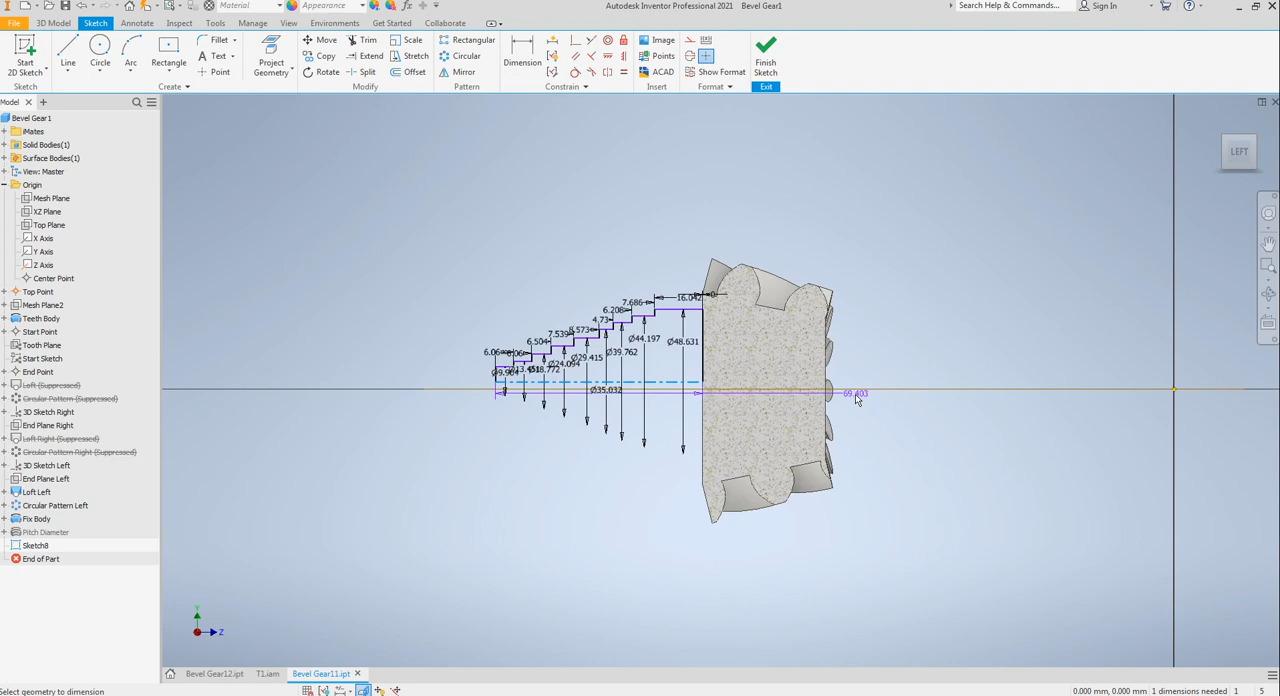 Material
Appearance
Autodesk Inventor Professional 2021 Bevel Gear1
Search Help & Commands...
Sign In
File 3D Model Sketch Annotate Inspect Tools Manage View Environments Get Started Collaborate
Start
2D Sketch
Line
Circle
Arc
Rectangle
Fillet
Text
Point
Project
Geometry
Move
Copy
Rotate
Trim
Extend
Split
Scale
Stretch
Offset
Rectangular
Circular
Mirror
Dimension
Image
Points
ACAD
Show Format
Finish
Sketch
Sketch Create Modify Pattern Constrain Insert Format Exit
Model
Bevel Gear1
iMates
Solid Bodies(1)
Surface Bodies(1)
View: Master
Origin
Mesh Plane
XZ Plane
Top Plane
X Axis
Y Axis
Z Axis
Center Point
Top Point
Mesh Plane2
Teeth Body
Start Point
Tooth Plane
Start Sketch
End Point
Loft (Suppressed)
Circular Pattern (Suppressed)
3D Sketch Right
End Plane Right
Loft Right (Suppressed)
Circular Pattern Right (Suppressed)
3D Sketch Left
End Plane Left
Loft Left
Circular Pattern Left
Fix Body
Pitch Diameter
Sketch8
End of Part
LEFT
16.042
7.686
6.208
4.73
8.573
7.539
6.504
6.06
Ø48.631
Ø44.197
Ø39.762
Ø35.032
Ø29.415
Ø24.094
69.403
Y
Z
Bevel Gear12.ipt T1.iam Bevel Gear11.ipt
Select geometry to dimension
0.000 mm, 0.000 mm 1 dimensions needed 1 5